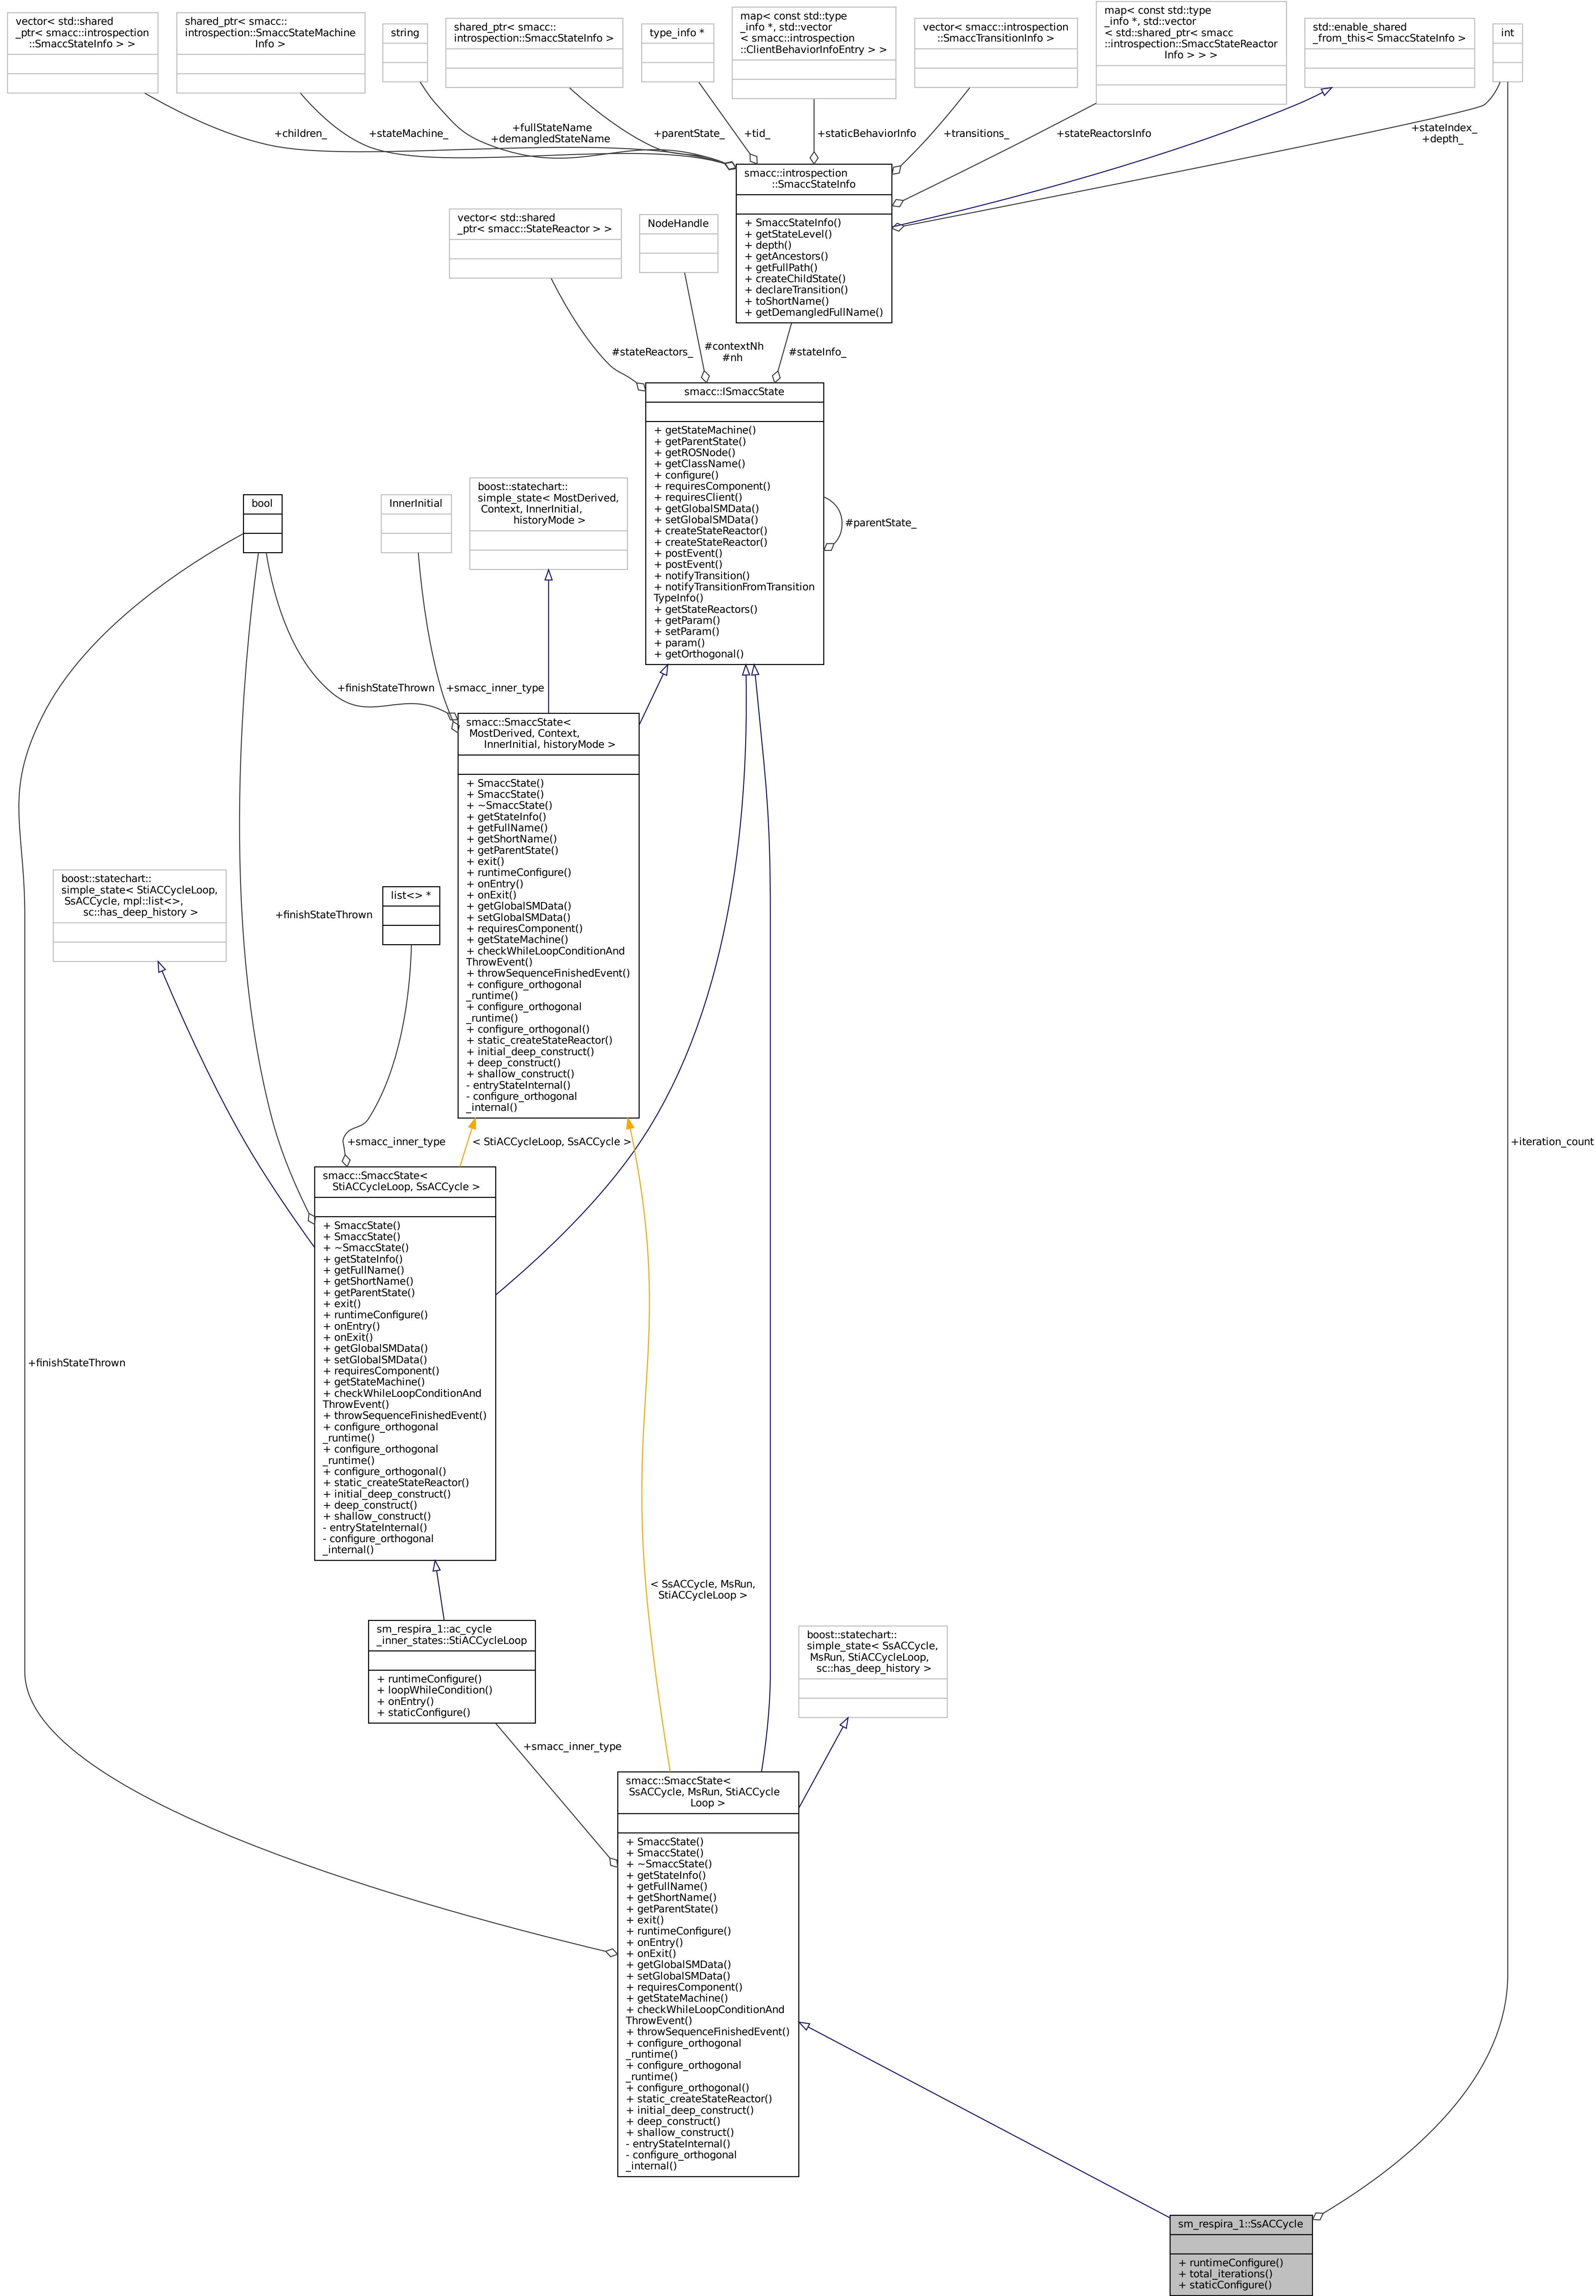 vector< std::shared
_ptr< smacc::introspection
::SmaccStateInfo > >
shared_ptr< smacc::
introspection::SmaccStateMachine
Info >
string
shared_ptr< smacc::
introspection::SmaccStateInfo >
type_info *
map< const std::type
_info *, std::vector
< smacc::introspection
::ClientBehaviorInfoEntry > >
vector< smacc::introspection
::SmaccTransitionInfo >
map< const std::type
_info *, std::vector
< std::shared_ptr< smacc
::introspection::SmaccStateReactor
Info > > >
std::enable_shared
_from_this< SmaccStateInfo >
int
+children_
+stateMachine_
+fullStateName
+demangledStateName
+parentState_
+tid_
+staticBehaviorInfo
+transitions_
+stateReactorsInfo
+stateIndex_
+depth_
smacc::introspection
::SmaccStateInfo
+ SmaccStateInfo()
+ getStateLevel()
+ depth()
+ getAncestors()
+ getFullPath()
+ createChildState()
+ declareTransition()
+ toShortName()
+ getDemangledFullName()
vector< std::shared
_ptr< smacc::StateReactor > >
NodeHandle
#stateReactors_
#contextNh
#nh
#stateInfo_
smacc::ISmaccState
+ getStateMachine()
+ getParentState()
+ getROSNode()
+ getClassName()
+ configure()
+ requiresComponent()
+ requiresClient()
+ getGlobalSMData()
+ setGlobalSMData()
+ createStateReactor()
+ createStateReactor()
+ postEvent()
+ postEvent()
+ notifyTransition()
+ notifyTransitionFromTransition
TypeInfo()
+ getStateReactors()
+ getParam()
+ setParam()
+ param()
+ getOrthogonal()
#parentState_
bool
InnerInitial
boost::statechart::
simple_state< MostDerived,
Context, InnerInitial,
historyMode >
+finishStateThrown
+smacc_inner_type
smacc::SmaccState<
MostDerived, Context,
InnerInitial, historyMode >
+ SmaccState()
+ SmaccState()
+ ~SmaccState()
+ getStateInfo()
+ getFullName()
+ getShortName()
+ getParentState()
+ exit()
+ runtimeConfigure()
+ onEntry()
+ onExit()
+ getGlobalSMData()
+ setGlobalSMData()
+ requiresComponent()
+ getStateMachine()
+ checkWhileLoopConditionAnd
ThrowEvent()
+ throwSequenceFinishedEvent()
+ configure_orthogonal
_runtime()
+ configure_orthogonal
_runtime()
+ configure_orthogonal()
+ static_createStateReactor()
+ initial_deep_construct()
+ deep_construct()
+ shallow_construct()
- entryStateInternal()
- configure_orthogonal
_internal()
boost::statechart::
simple_state< StiACCycleLoop,
SsACCycle, mpl::list<>,
sc::has_deep_history >
list<> *
+finishStateThrown
+smacc_inner_type
< StiACCycleLoop, SsACCycle >
+iteration_count
smacc::SmaccState<
StiACCycleLoop, SsACCycle >
+ SmaccState()
+ SmaccState()
+ ~SmaccState()
+ getStateInfo()
+ getFullName()
+ getShortName()
+ getParentState()
+ exit()
+ runtimeConfigure()
+ onEntry()
+ onExit()
+ getGlobalSMData()
+ setGlobalSMData()
+ requiresComponent()
+ getStateMachine()
+ checkWhileLoopConditionAnd
ThrowEvent()
+ throwSequenceFinishedEvent()
+ configure_orthogonal
_runtime()
+ configure_orthogonal
_runtime()
+ configure_orthogonal()
+ static_createStateReactor()
+ initial_deep_construct()
+ deep_construct()
+ shallow_construct()
- entryStateInternal()
- configure_orthogonal
_internal()
+finishStateThrown
< SsACCycle, MsRun,
StiACCycleLoop >
sm_respira_1::ac_cycle
_inner_states::StiACCycleLoop
+ runtimeConfigure()
+ loopWhileCondition()
+ onEntry()
+ staticConfigure()
boost::statechart::
simple_state< SsACCycle,
MsRun, StiACCycleLoop,
sc::has_deep_history >
+smacc_inner_type
smacc::SmaccState<
SsACCycle, MsRun, StiACCycle
Loop >
+ SmaccState()
+ SmaccState()
+ ~SmaccState()
+ getStateInfo()
+ getFullName()
+ getShortName()
+ getParentState()
+ exit()
+ runtimeConfigure()
+ onEntry()
+ onExit()
+ getGlobalSMData()
+ setGlobalSMData()
+ requiresComponent()
+ getStateMachine()
+ checkWhileLoopConditionAnd
ThrowEvent()
+ throwSequenceFinishedEvent()
+ configure_orthogonal
_runtime()
+ configure_orthogonal
_runtime()
+ configure_orthogonal()
+ static_createStateReactor()
+ initial_deep_construct()
+ deep_construct()
+ shallow_construct()
- entryStateInternal()
- configure_orthogonal
_internal()
sm_respira_1::SsACCycle
+ runtimeConfigure()
+ total_iterations()
+ staticConfigure()